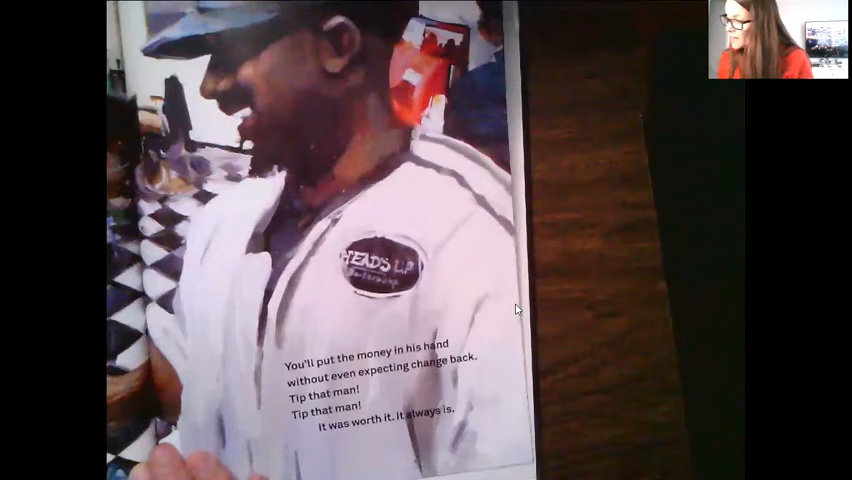 HEADS UP
You'll put the money in his hand
without even expecting change back.
Tip that man!
Tip that man!
It was worth it. It always is.